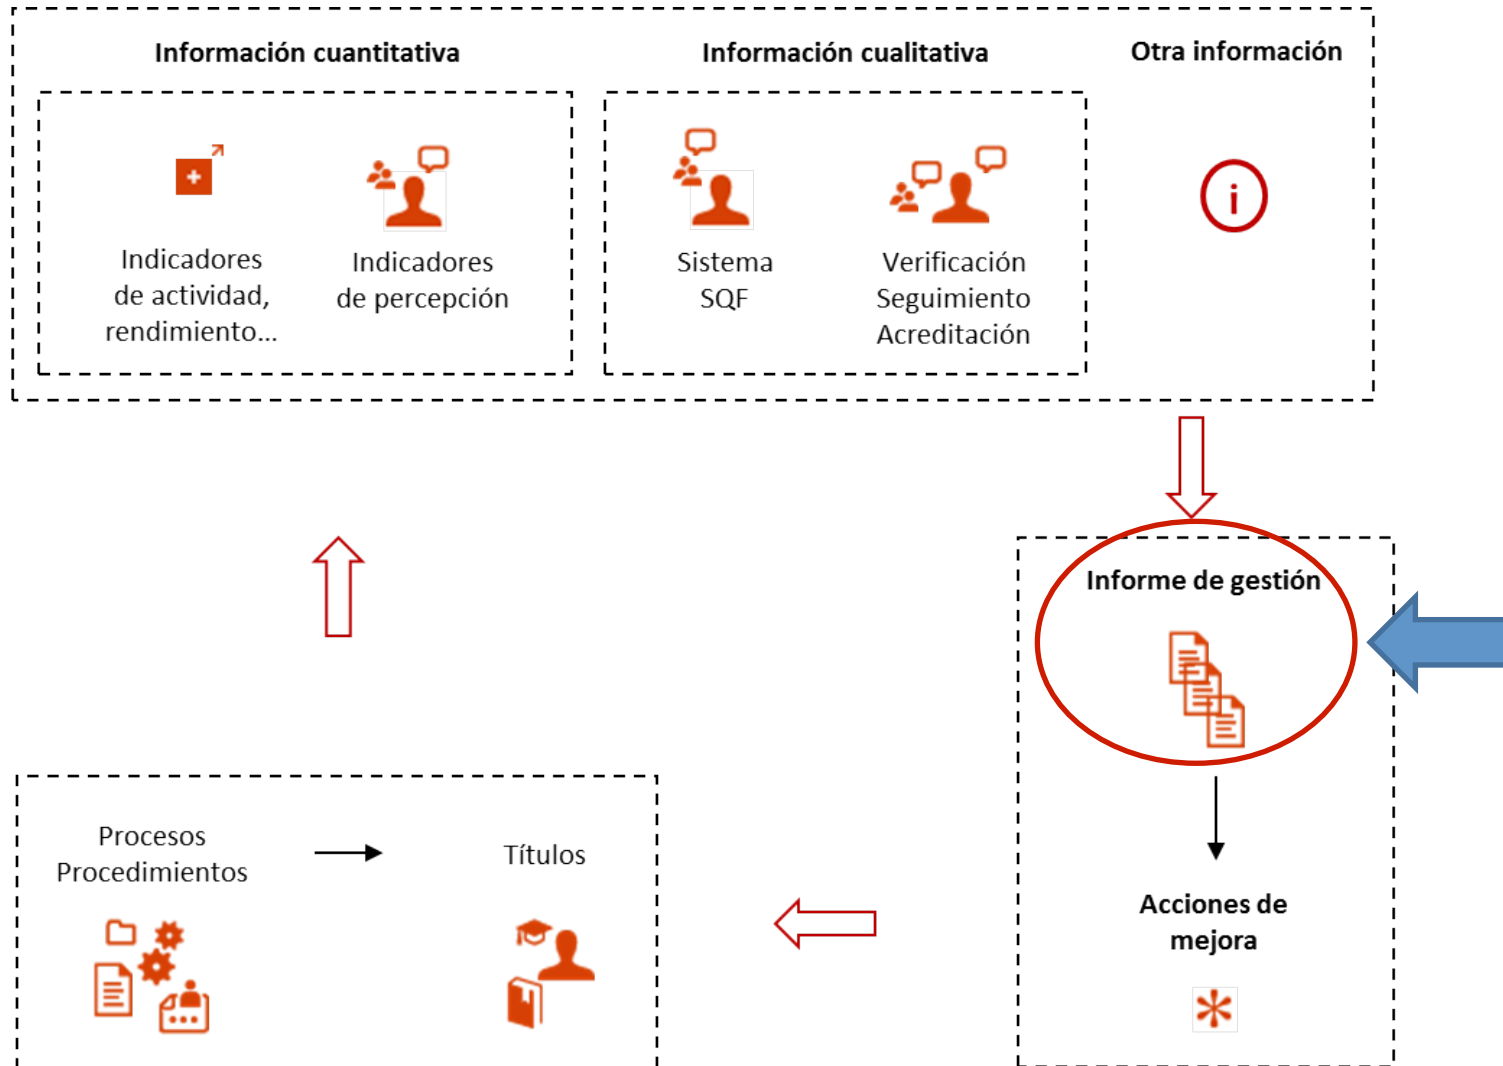 Información cuantitativa
Información cualitativa
Otra información
Indicadores
de actividad,
rendimiento...
Indicadores
de percepción
Sistema
SQF
Verificación
Seguimiento
Acreditación
i
Informe de gestión
Acciones de
mejora
Procesos
Procedimientos
Títulos